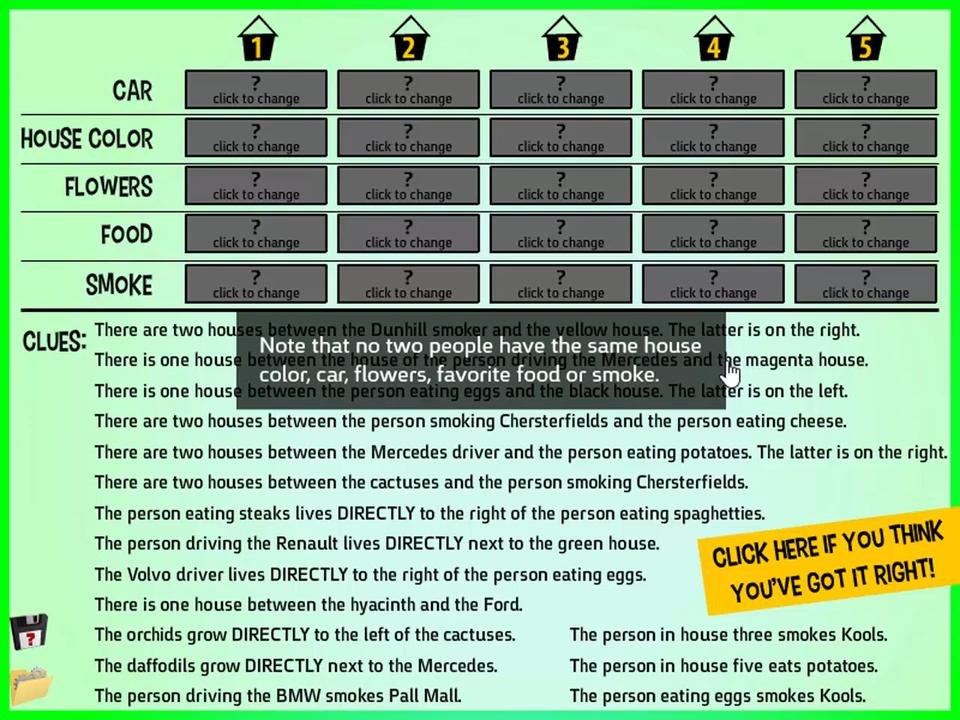 1 2 3 4 5
CAR ? click to change ? click to change ? click to change ? click to change ? click to change
HOUSE COLOR ? click to change ? click to change ? click to change ? click to change ? click to change
FLOWERS ? click to change ? click to change ? click to change ? click to change ? click to change
FOOD ? click to change ? click to change ? click to change ? click to change ? click to change
SMOKE ? click to change ? click to change ? click to change ? click to change ? click to change
CLUES:
There are two houses between the Dunhill smoker and the yellow house. The latter is on the right.
Note that no two people have the same house
color, car, flowers, favorite food or smoke.
There is one house between the house of the person driving the Mercedes and the magenta house.
There is one house between the person eating eggs and the black house. The latter is on the left.
There are two houses between the person smoking Chersterfields and the person eating cheese.
There are two houses between the Mercedes driver and the person eating potatoes. The latter is on the right.
There are two houses between the cactuses and the person smoking Chersterfields.
The person eating steaks lives DIRECTLY to the right of the person eating spaghetties.
The person driving the Renault lives DIRECTLY next to the green house.
The Volvo driver lives DIRECTLY to the right of the person eating eggs.
There is one house between the hyacinth and the Ford.
The orchids grow DIRECTLY to the left of the cactuses.
The daffodils grow DIRECTLY next to the Mercedes.
The person driving the BMW smokes Pall Mall.
The person in house three smokes Kools.
The person in house five eats potatoes.
The person eating eggs smokes Kools.
CLICK HERE IF YOU THINK
YOU'VE GOT IT RIGHT!
?